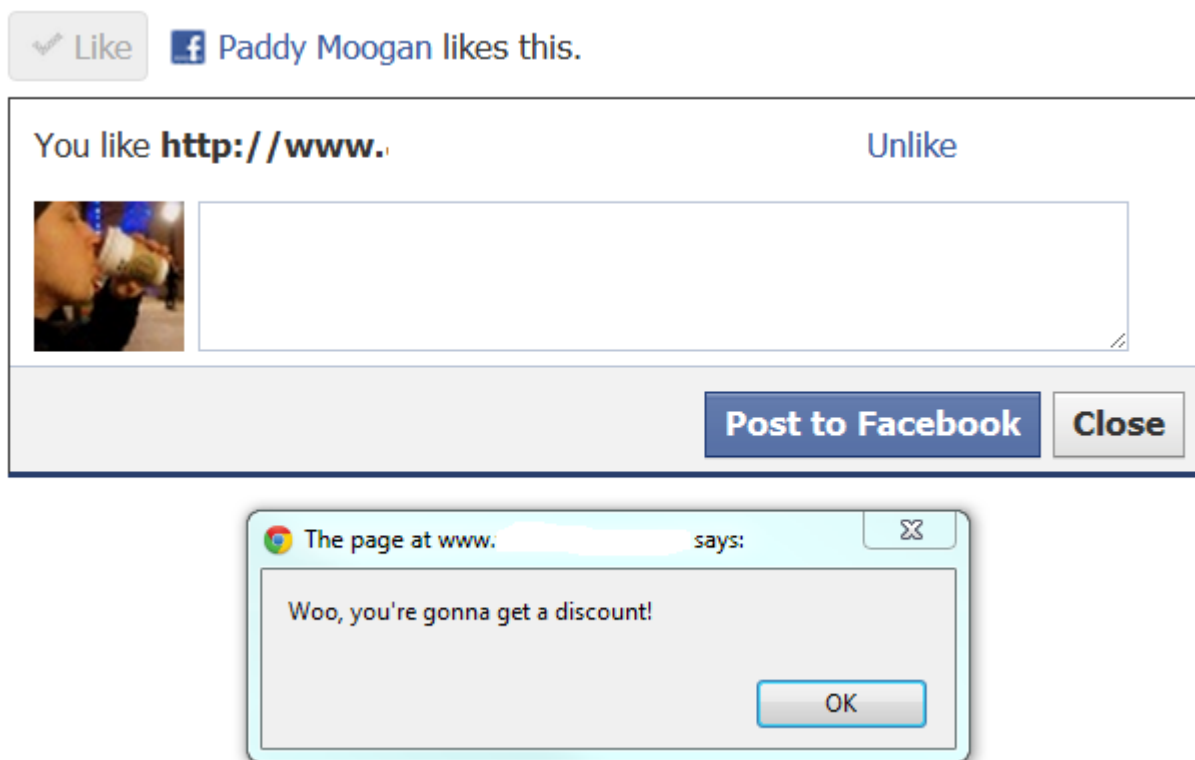 Like Paddy Moogan likes this.
You like http://www. Unlike
Post to Facebook Close
The page at www. says:
Woo, you're gonna get a discount!
OK